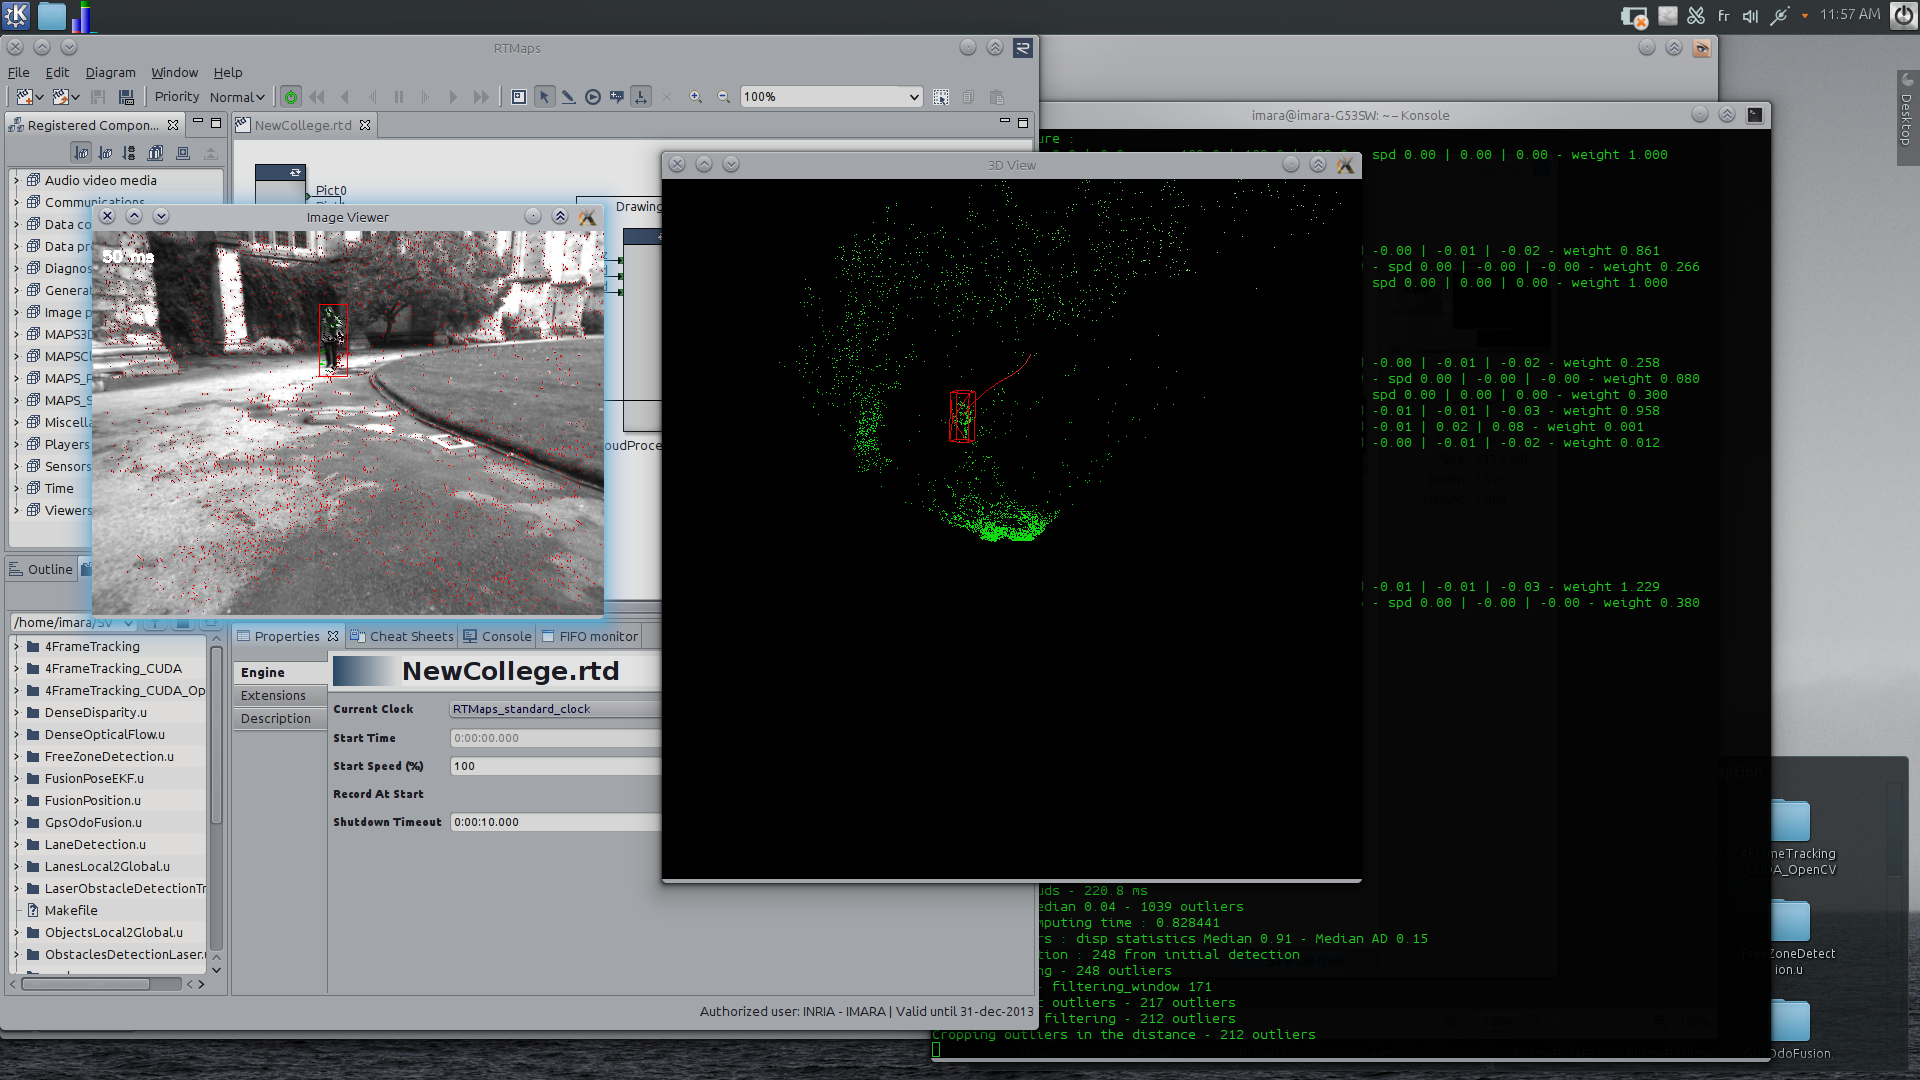 fr
11:57 AM
RTMaps
File Edit Diagram Window Help
Priority Normal 100%
Registered Compon...
NewCollege.rtd
Audio video media
Communications
Data co
Data pr
Diagnos
Genera
Image p
MAPS3D
MAPSC
MAPS_
MAPS_S
Miscella
Players
Sensors
Time
Viewers
Pict0
Drawing
oudProce
Image Viewer
50 ms
Outline
/home/imara/SV
4FrameTracking
4FrameTracking_CUDA
4FrameTracking_CUDA_Op
DenseDisparity.u
DenseOpticalFlow.u
FreeZoneDetection.u
FusionPoseEKF.u
FusionPosition.u
GpsOdoFusion.u
LaneDetection.u
LanesLocal2Global.u
LaserObstacleDetectionTr
Makefile
ObjectsLocal2Global.u
ObstaclesDetectionLaser.u
Properties Cheat Sheets Console FIFO monitor
Engine
Extensions
Description
NewCollege.rtd
Current Clock RTMaps_standard_clock
Start Time 0:00:00.000
Start Speed (%) 100
Record At Start
Shutdown Timeout 0:00:10.000
Authorized user: INRIA - IMARA | Valid until 31-dec-2013
3D View
imara@imara-G53SW: ~ – Konsole
ure :
spd 0.00 | 0.00 | 0.00 - weight 1.000
-0.00 | -0.01 | -0.02 - weight 0.861
- spd 0.00 | -0.00 | -0.00 - weight 0.266
spd 0.00 | 0.00 | 0.00 - weight 1.000
-0.00 | -0.01 | -0.02 - weight 0.258
- spd 0.00 | -0.00 | -0.00 - weight 0.080
spd 0.00 | 0.00 | 0.00 - weight 0.300
-0.01 | -0.01 | -0.03 - weight 0.958
-0.01 | 0.02 | 0.08 - weight 0.001
-0.00 | -0.01 | -0.02 - weight 0.012
-0.01 | -0.01 | -0.03 - weight 1.229
- spd 0.00 | -0.00 | -0.00 - weight 0.380
uds - 220.8 ms
edian 0.04 - 1039 outliers
mputing time : 0.828441
rs : disp statistics Median 0.91 - Median AD 0.15
tion : 248 from initial detection
ng - 248 outliers
- filtering_window 171
c outliers - 217 outliers
filtering - 212 outliers
Cropping outliers in the distance - 212 outliers
Desktop
4FrameTracking
CUDA_OpenCV
FreeZoneDetect
ion.u
OdoFusion.